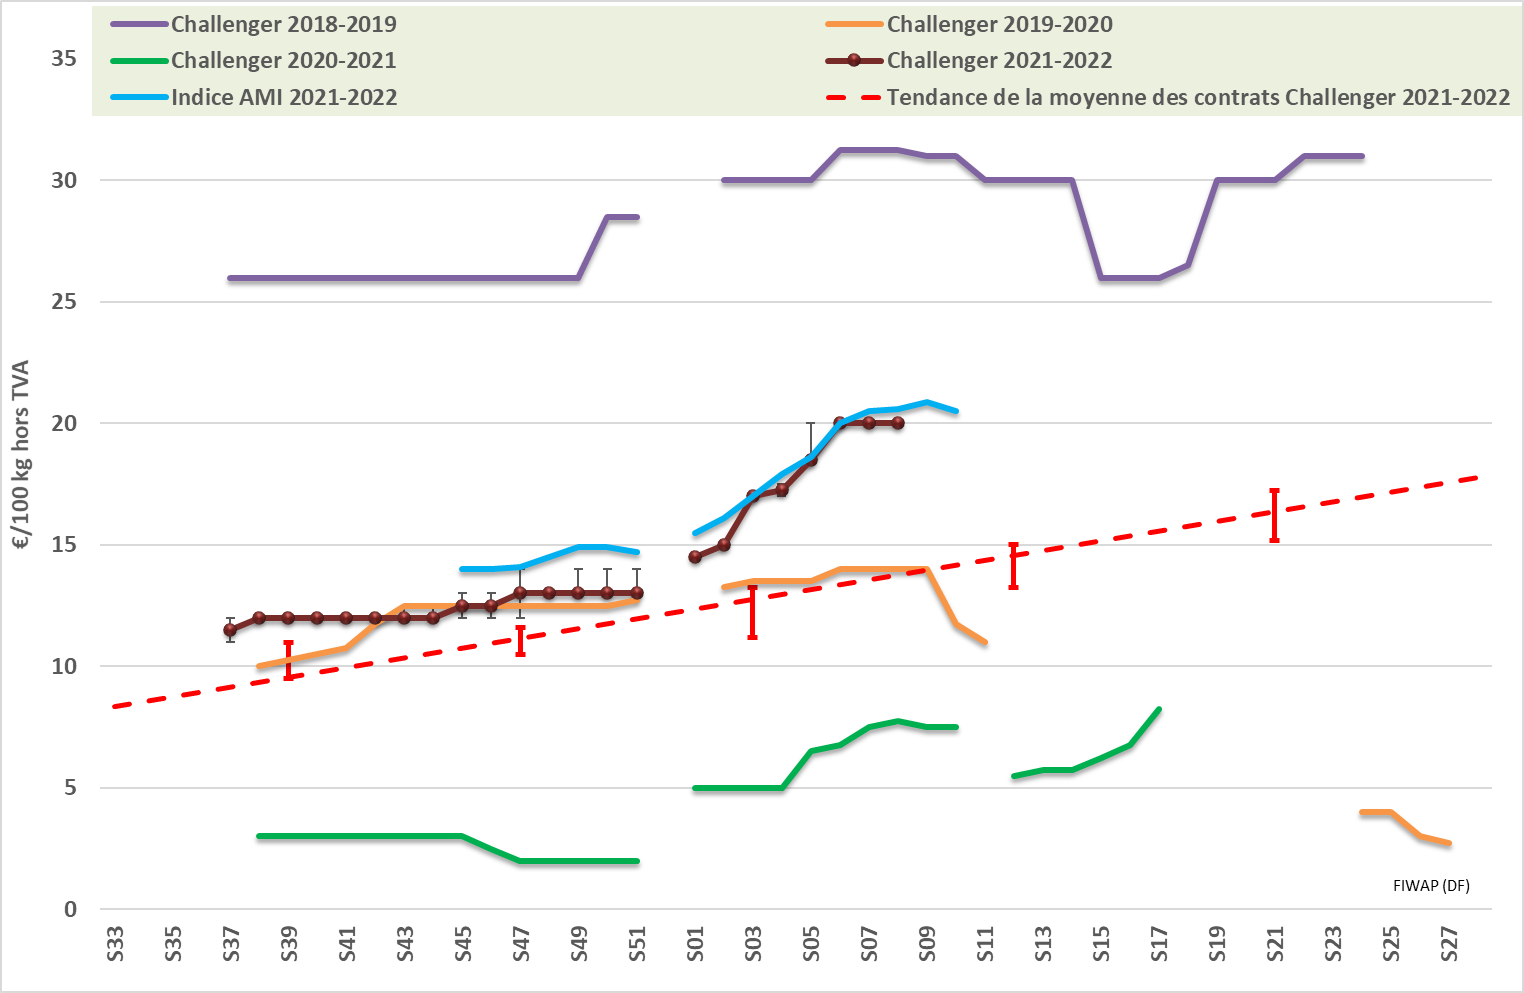 Challenger 2018-2019
Challenger 2019-2020
Challenger 2020-2021
Challenger 2021-2022
Indice AMI 2021-2022
Tendance de la moyenne des contrats Challenger 2021-2022
€/100 kg hors TVA
35
30
25
20
15
10
5
0
FIWAP (DF)
S33 S35 S37 S39 S41 S43 S45 S47 S49 S51 S01 S03 S05 S07 S09 S11 S13 S15 S17 S19 S21 S23 S25 S27